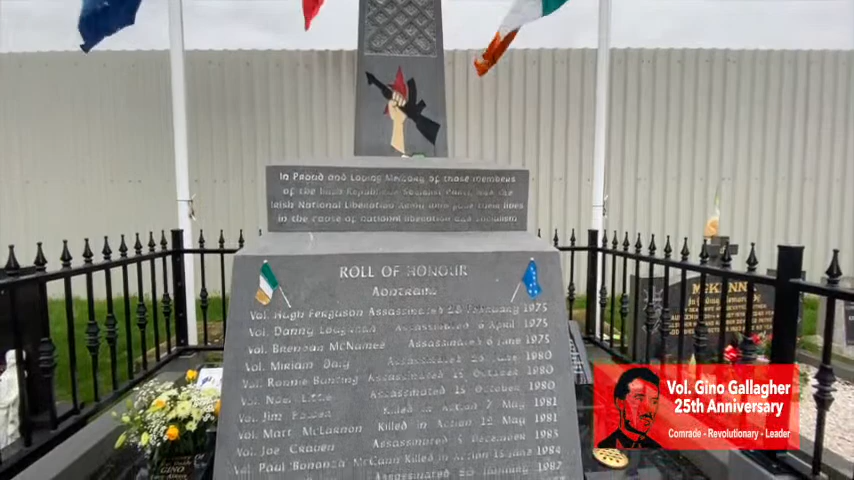 In Proud and Loving Memory of those members
of the Irish Republican Socialist Party and the
Irish National Liberation Army who gave their lives
in the cause of national liberation and socialism
ROLL OF HONOUR
AONTRAIM
Vol. Hugh Ferguson Assassinated 20 February 1975
Vol. Danny Loughran Assassinated 6 April 1975
Vol. Brendan McNamee Assassinated 6 June 1975
Vol. Miriam Daly Assassinated 26 June 1980
Vol. Ronnie Bunting Assassinated 15 October 1980
Vol. Noel Little Assassinated 15 October 1980
Vol. Jim Power Killed in Action 7 May 1981
Vol. Matt McLarnon Killed in Action 12 May 1981
Vol. Joe Craven Assassinated 5 December 1983
Vol. Paul "Bonanza" McCann Killed in Action 15 June 1984
Assassinated 1984
McKENNA
GINO
Vol. Gino Gallagher
25th Anniversary
Comrade - Revolutionary - Leader